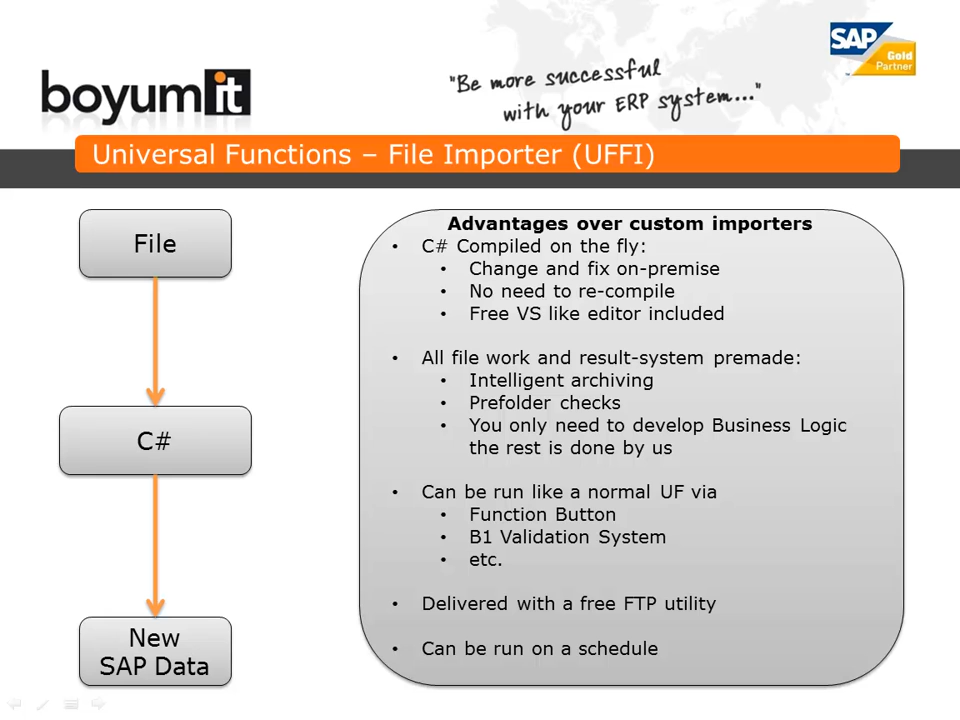 boyumit
"Be more successful
with your ERP system..."
SAP
Gold
Partner
Universal Functions – File Importer (UFFI)
File
C#
New
SAP Data
Advantages over custom importers
• C# Compiled on the fly:
• Change and fix on-premise
• No need to re-compile
• Free VS like editor included
• All file work and result-system premade:
• Intelligent archiving
• Prefolder checks
• You only need to develop Business Logic
the rest is done by us
• Can be run like a normal UF via
• Function Button
• B1 Validation System
• etc.
• Delivered with a free FTP utility
• Can be run on a schedule